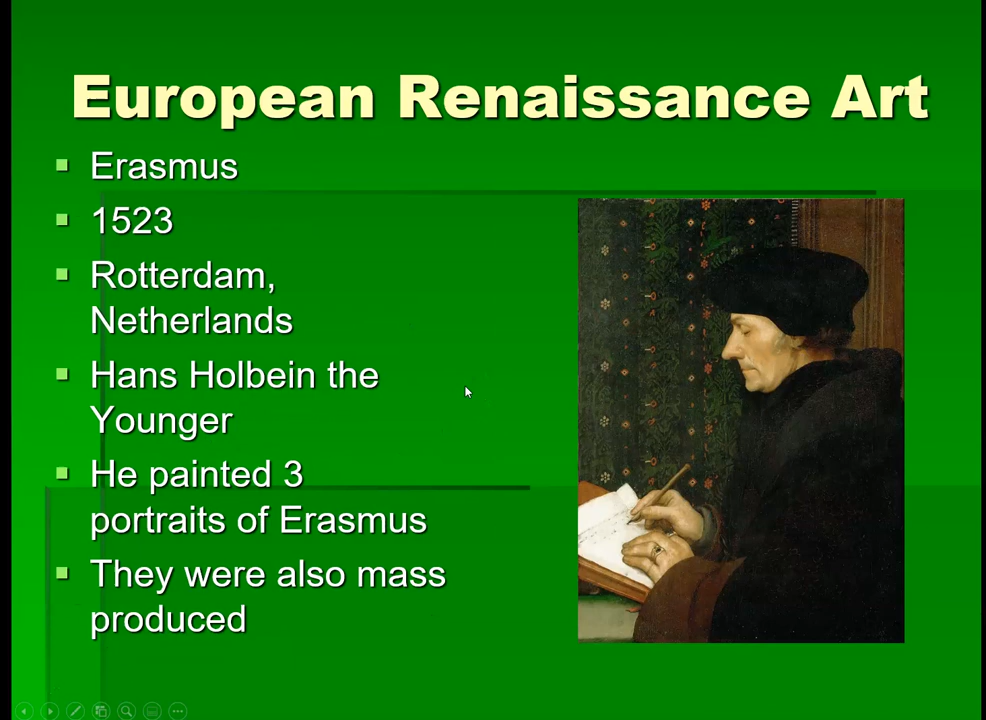 European Renaissance Art
Erasmus
1523
Rotterdam,
Netherlands
Hans Holbein the
Younger
He painted 3
portraits of Erasmus
They were also mass
produced